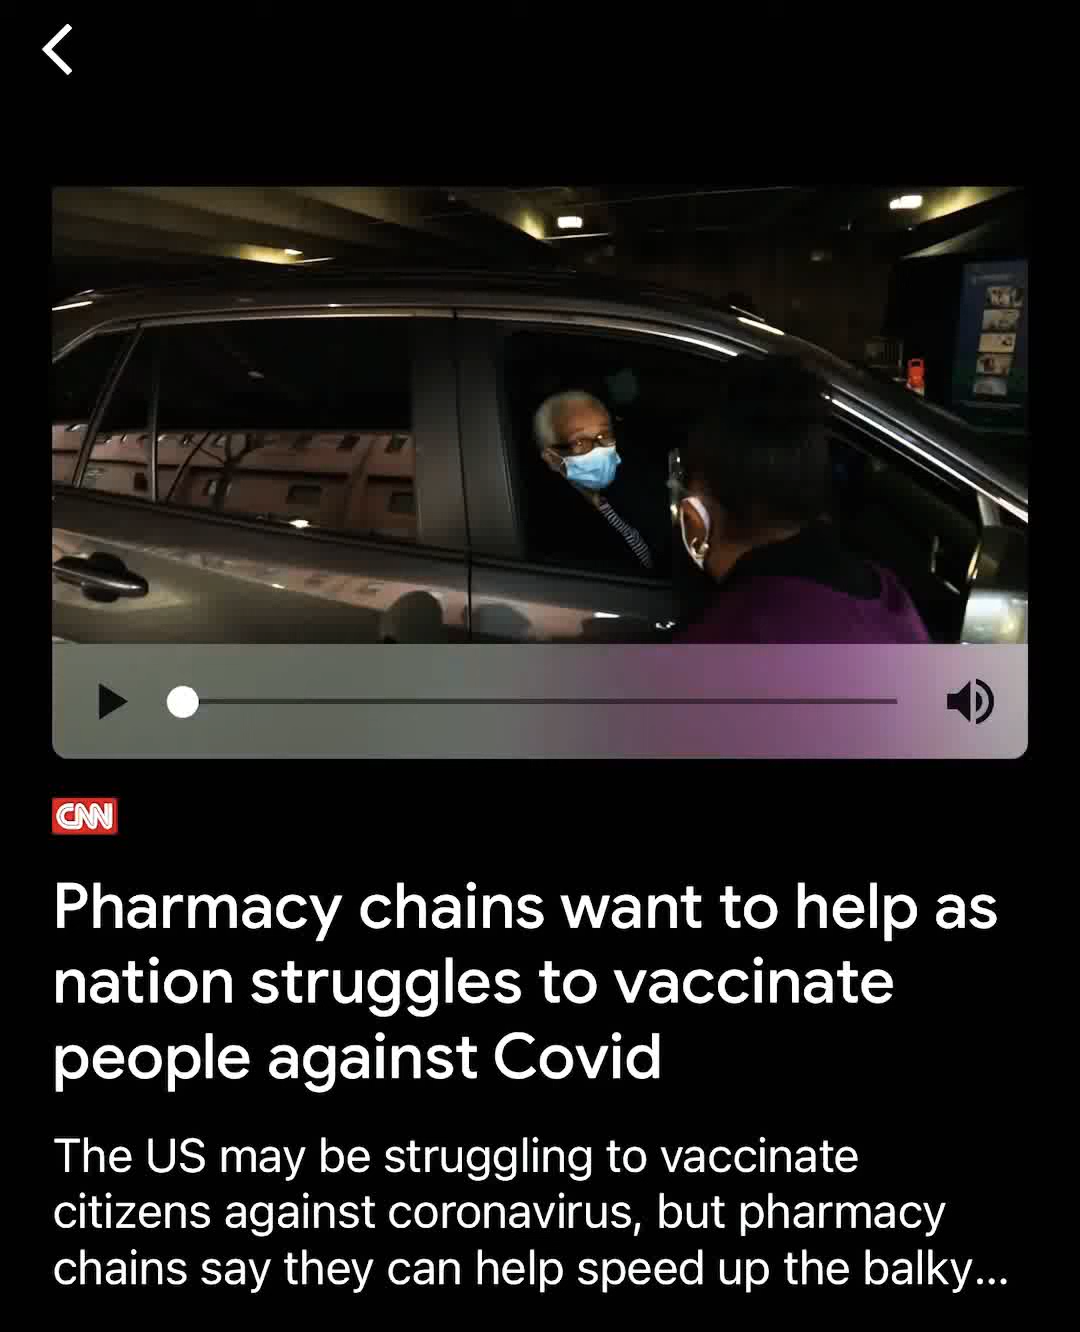 CNN
Pharmacy chains want to help as
nation struggles to vaccinate
people against Covid
The US may be struggling to vaccinate
citizens against coronavirus, but pharmacy
chains say they can help speed up the balky...